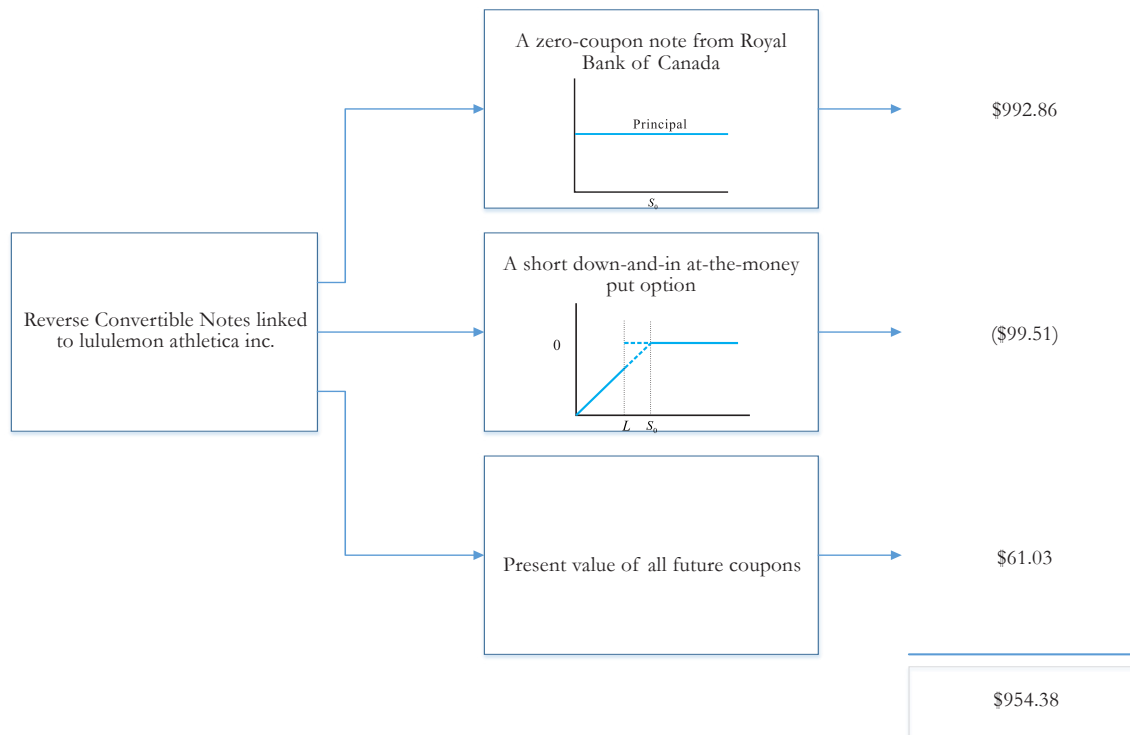 A zero-coupon note from Royal
Bank of Canada
Principal
S₀
$992.86
Reverse Convertible Notes linked
to lululemon athletica inc.
A short down-and-in at-the-money
put option
0
L
S₀
($99.51)
Present value of all future coupons
$61.03
$954.38